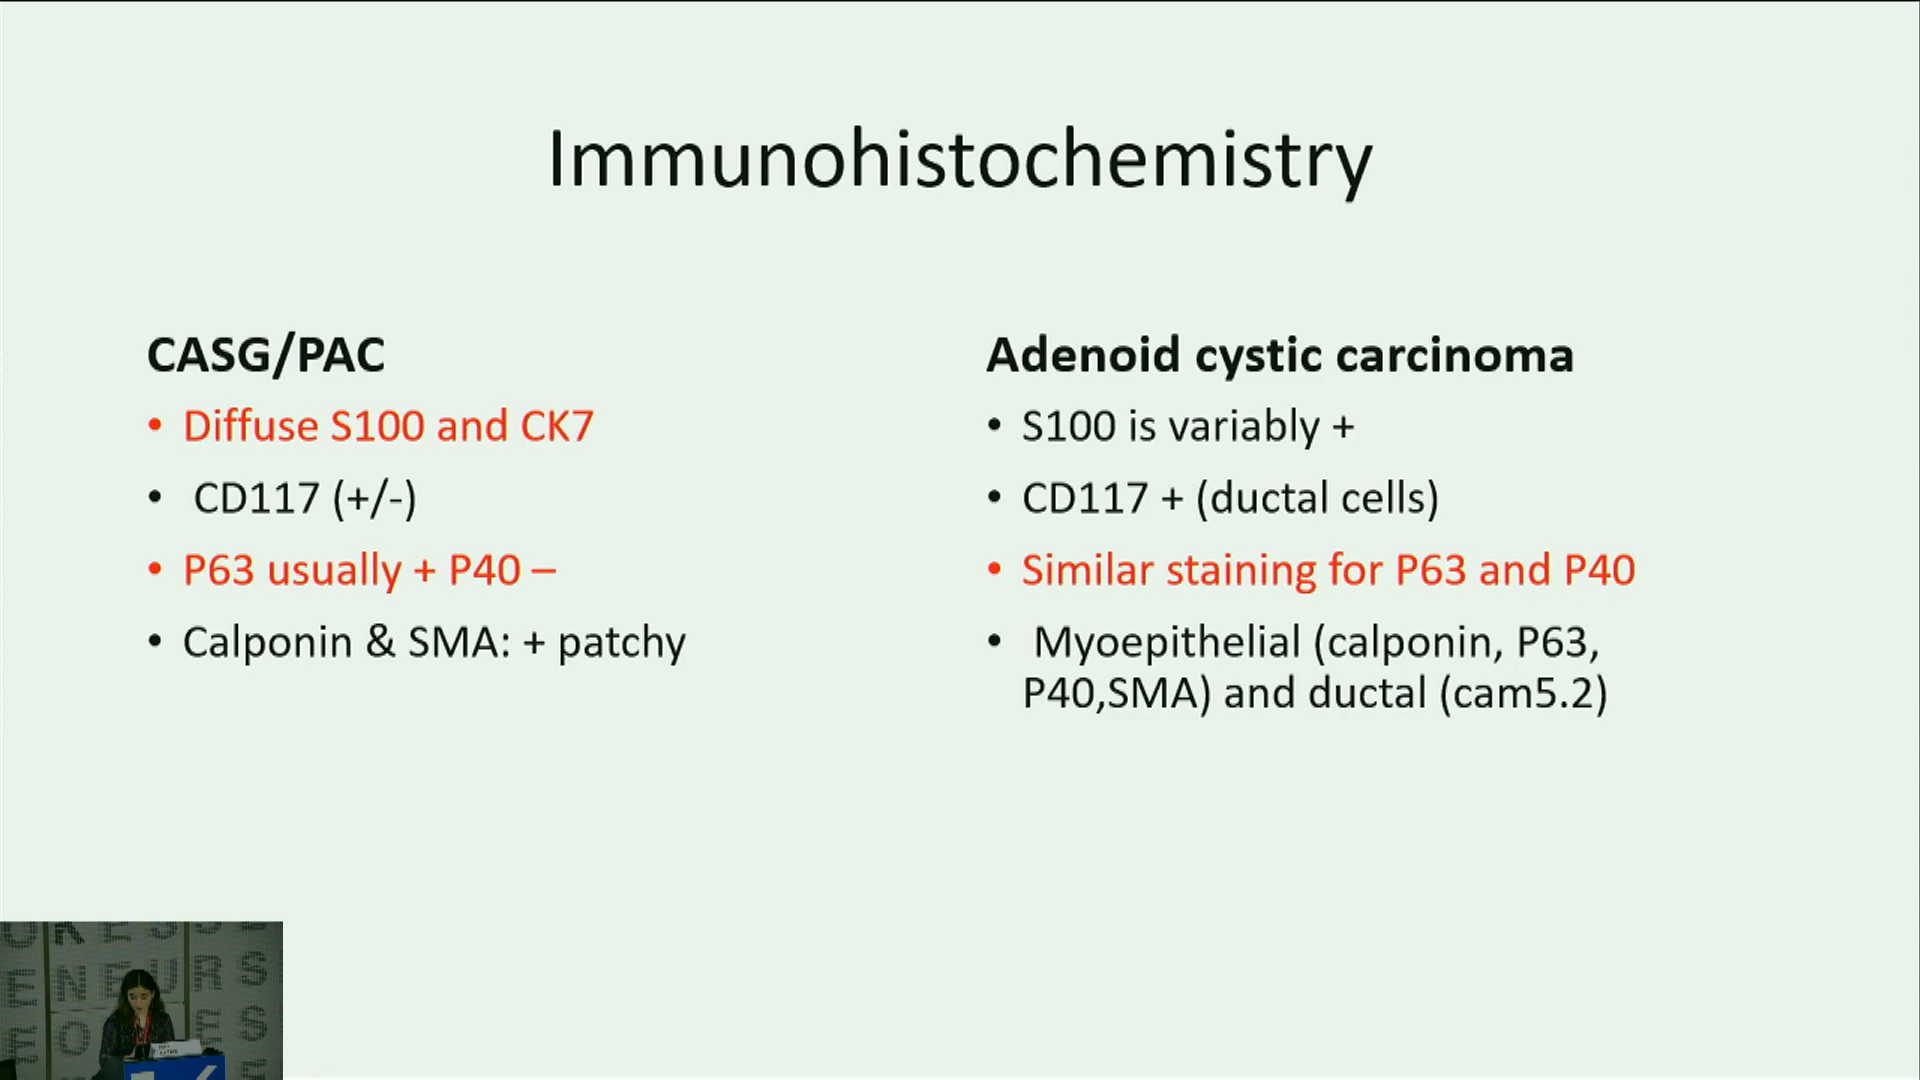 Immunohistochemistry
CASG/PAC
• Diffuse S100 and CK7
• CD117 (+/-)
• P63 usually + P40 –
• Calponin & SMA: + patchy
Adenoid cystic carcinoma
• S100 is variably +
• CD117 + (ductal cells)
• Similar staining for P63 and P40
• Myoepithelial (calponin, P63,
P40,SMA) and ductal (cam5.2)